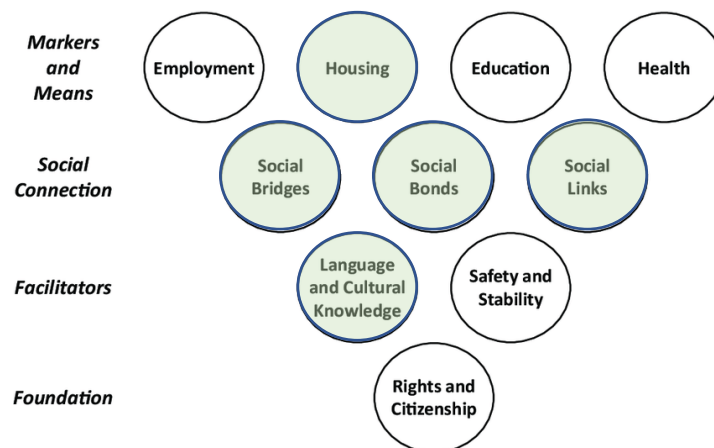 Markers
and
Means
Employment
Housing
Education
Health
Social
Connection
Social
Bridges
Social
Bonds
Social
Links
Facilitators
Language
and Cultural
Knowledge
Safety and
Stability
Foundation
Rights and
Citizenship